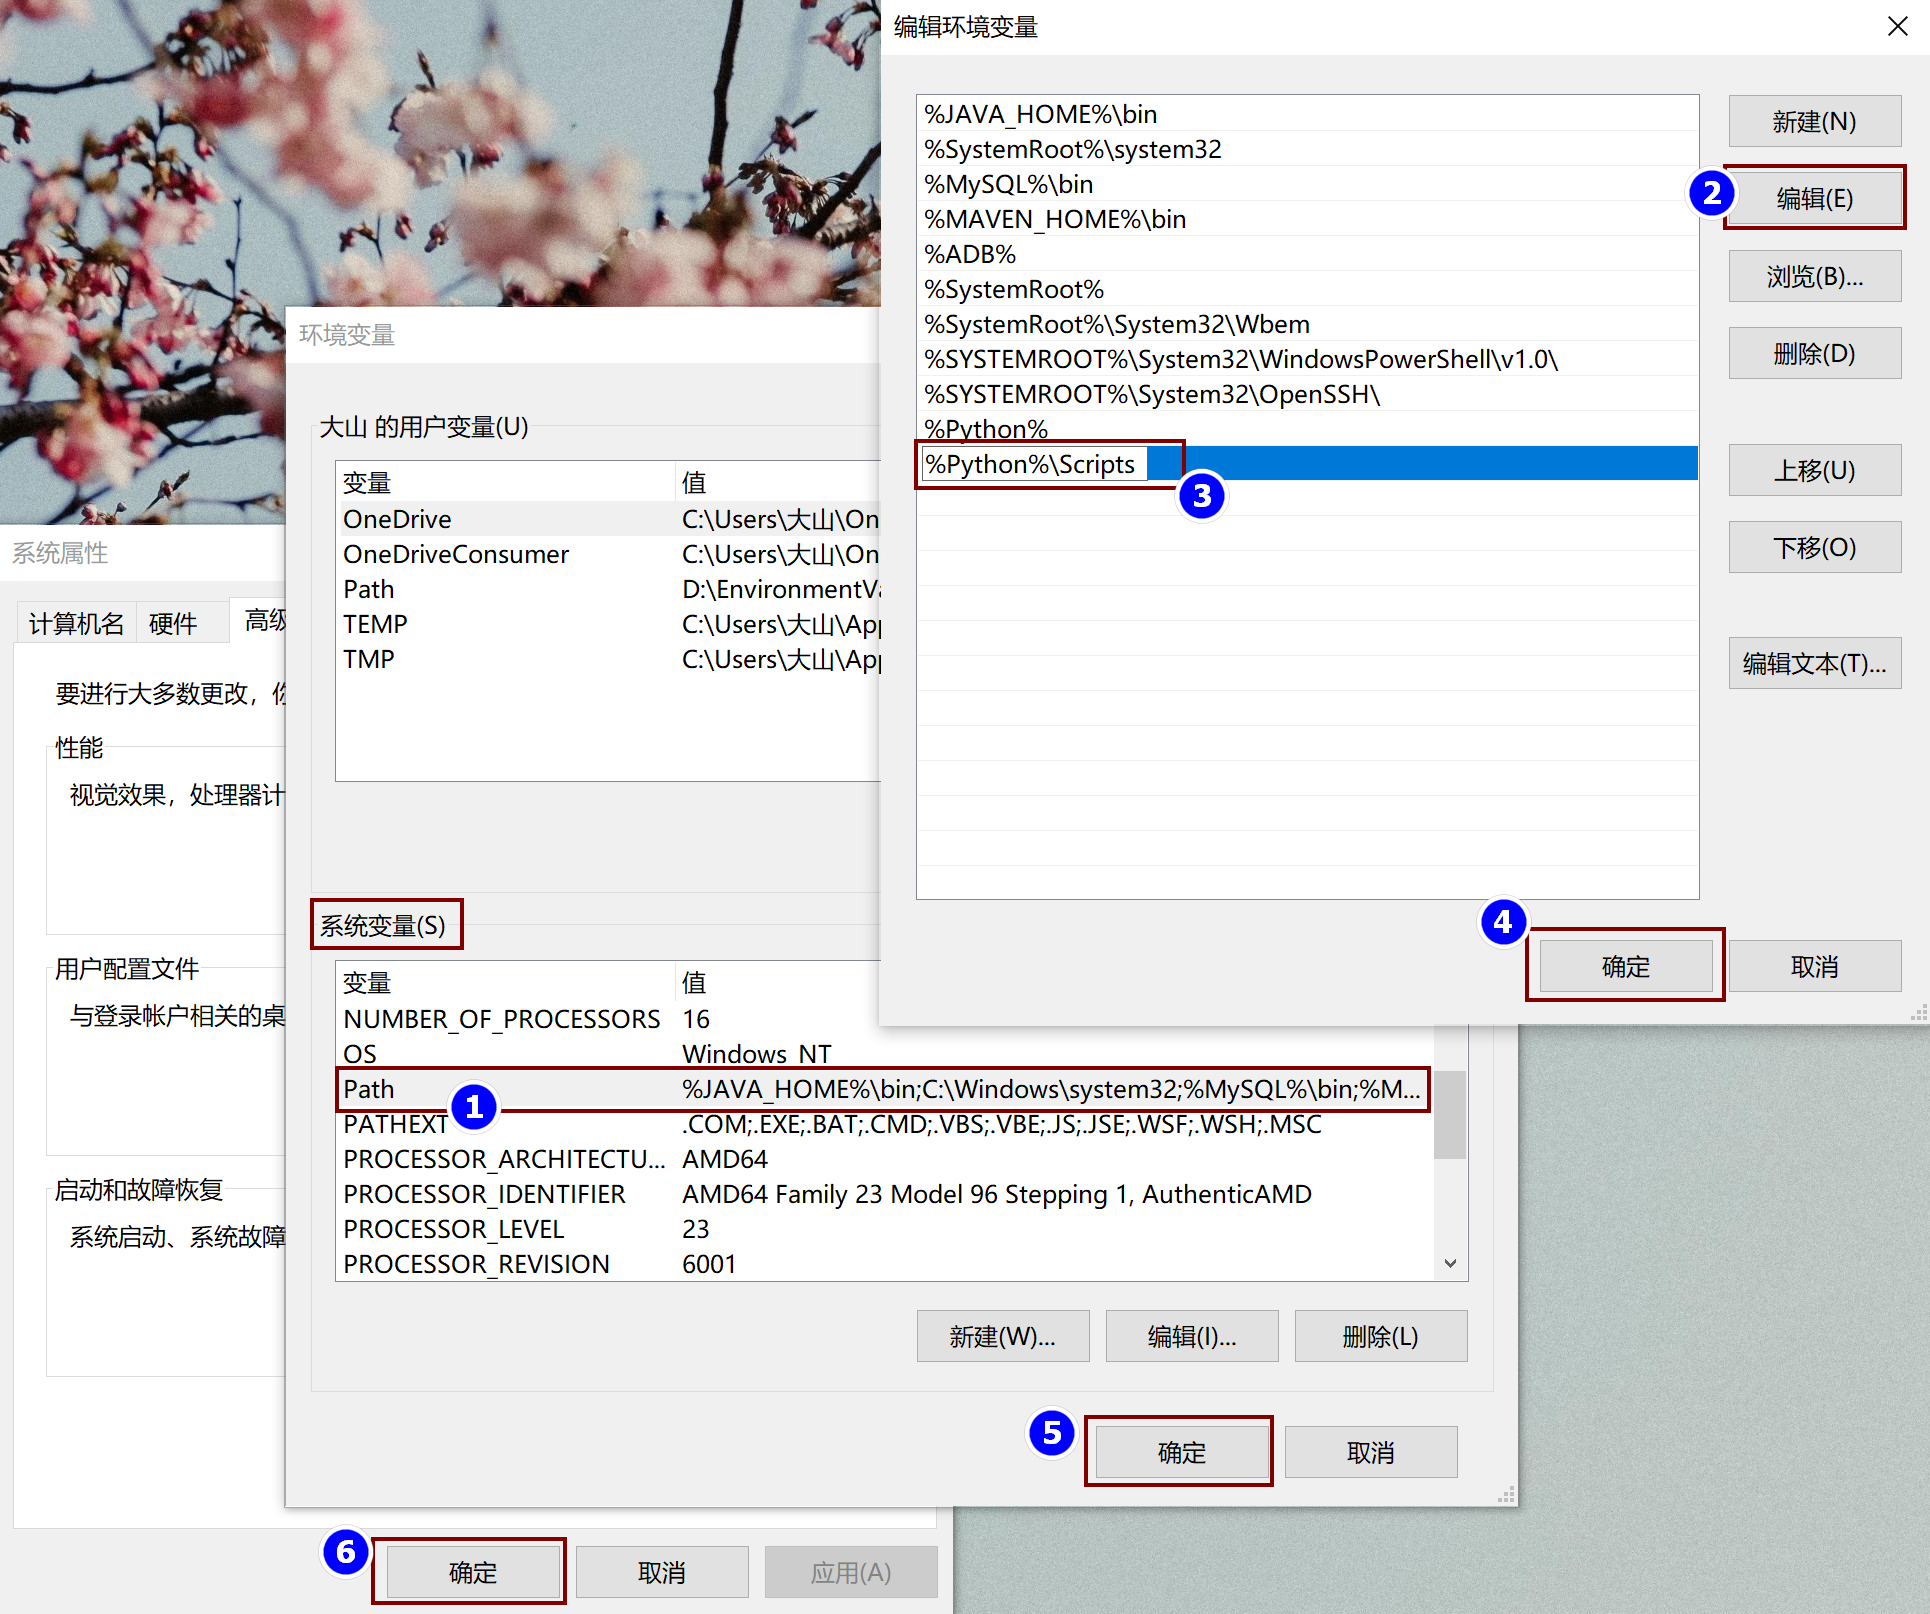 编辑环境变量
%JAVA_HOME%\bin
%SystemRoot%\system32
%MySQL%\bin
%MAVEN_HOME%\bin
%ADB%
%SystemRoot%
%SystemRoot%\System32\Wbem
%SYSTEMROOT%\System32\WindowsPowerShell\v1.0\
%SYSTEMROOT%\System32\OpenSSH\
%Python%
%Python%\Scripts
3
新建(N)
2
编辑(E)
浏览(B)...
删除(D)
上移(U)
下移(O)
编辑文本(T)...
4
确定
取消
环境变量
大山 的用户变量(U)
变量 值
OneDrive C:\Users\大山\On
OneDriveConsumer C:\Users\大山\On
Path D:\EnvironmentVa
TEMP C:\Users\大山\App
TMP C:\Users\大山\App
系统变量(S)
变量 值
NUMBER_OF_PROCESSORS 16
OS Windows_NT
Path %JAVA_HOME%\bin;C:\Windows\system32;%MySQL%\bin;%M...
1
PATHEXT .COM;.EXE;.BAT;.CMD;.VBS;.VBE;.JS;.JSE;.WSF;.WSH;.MSC
PROCESSOR_ARCHITECTU... AMD64
PROCESSOR_IDENTIFIER AMD64 Family 23 Model 96 Stepping 1, AuthenticAMD
PROCESSOR_LEVEL 23
PROCESSOR_REVISION 6001
新建(W)... 编辑(I)... 删除(L)
5
确定 取消
系统属性
计算机名 硬件 高级
要进行大多数更改，你
性能
视觉效果，处理器计
用户配置文件
与登录帐户相关的桌
启动和故障恢复
系统启动、系统故障
6
确定 取消 应用(A)